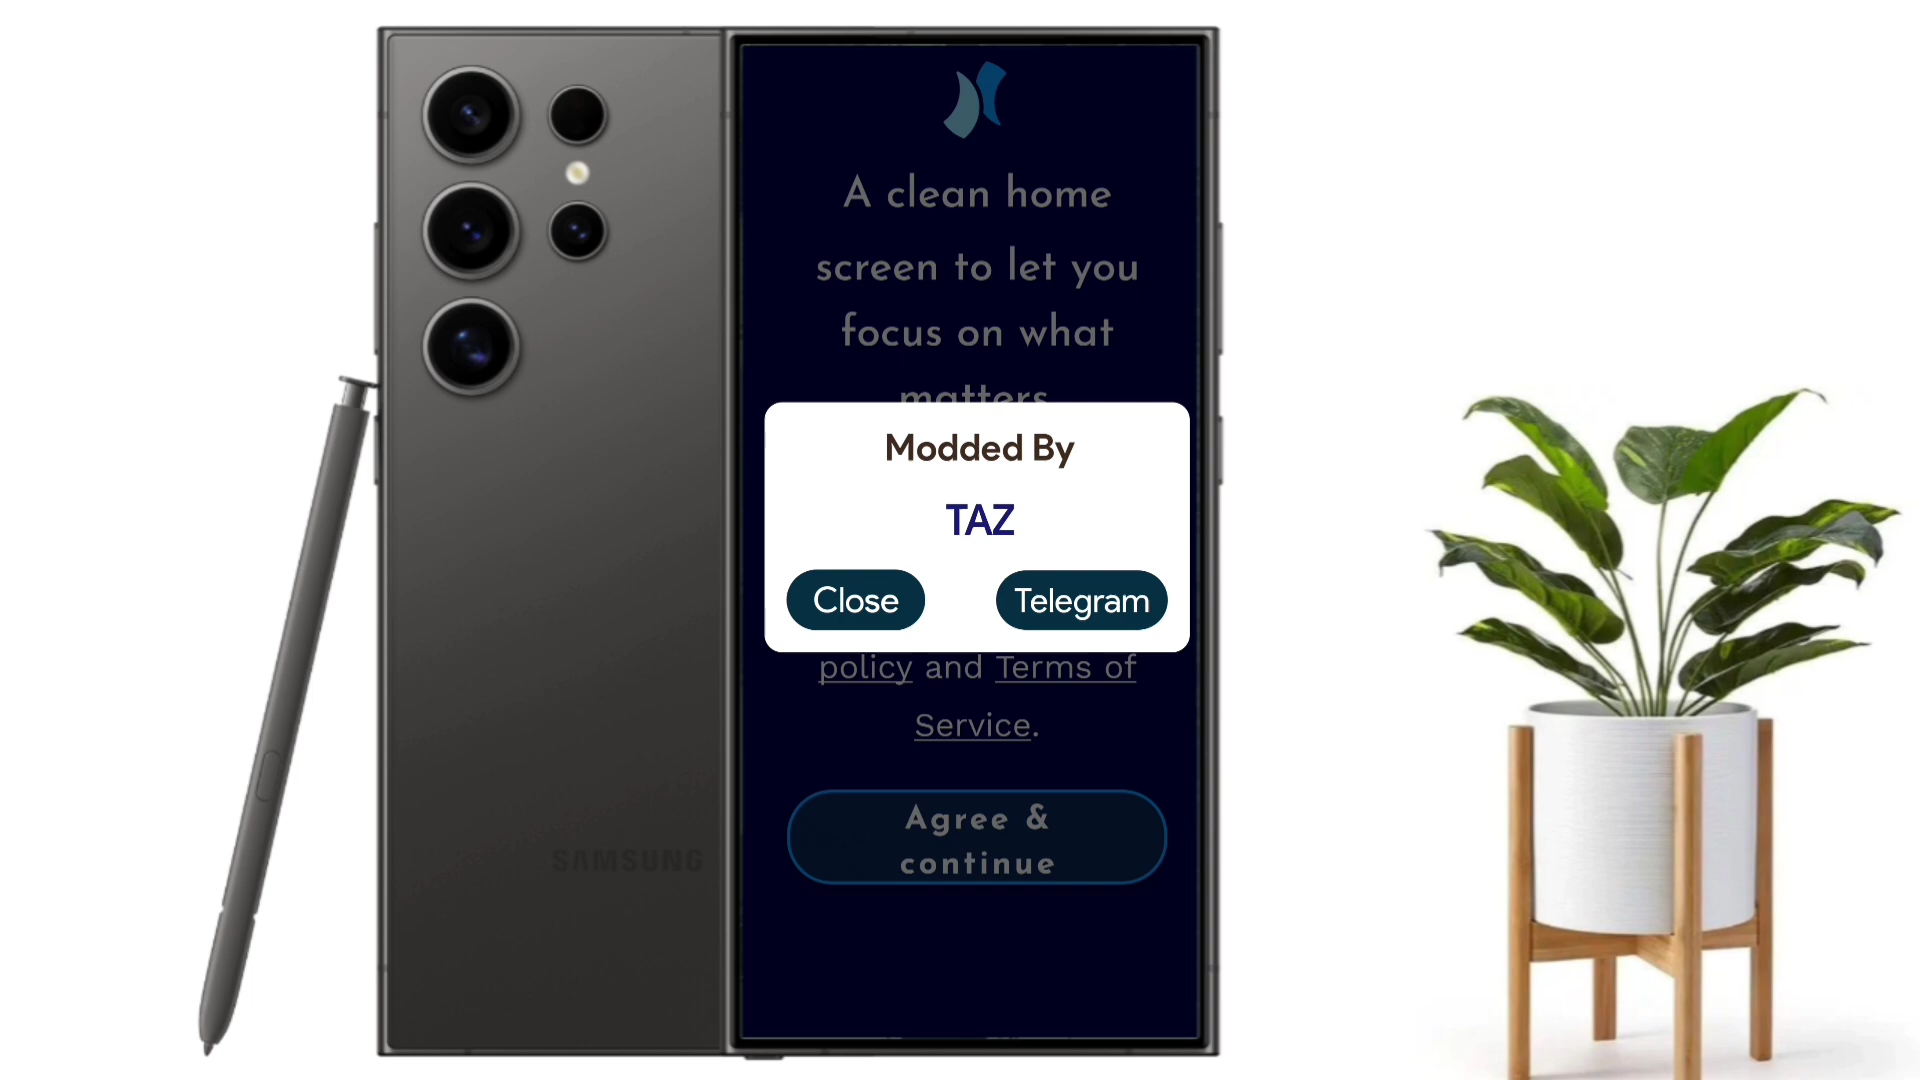 A clean home
screen to let you
focus on what
matters
Modded By
TAZ
Close
Telegram
policy and Terms of
Service.
Agree &
continue
SAMSUNG